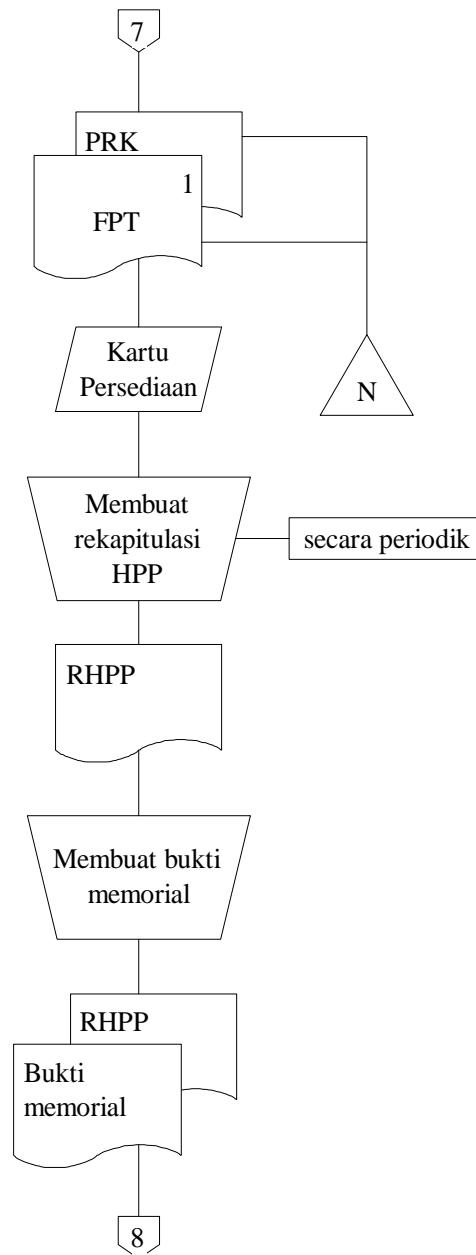 7
PRK
1
FPT
Kartu
Persediaan
N
Membuat
rekapitulasi
HPP
secara periodik
RHPP
Membuat bukti
memorial
RHPP
Bukti
memorial
8